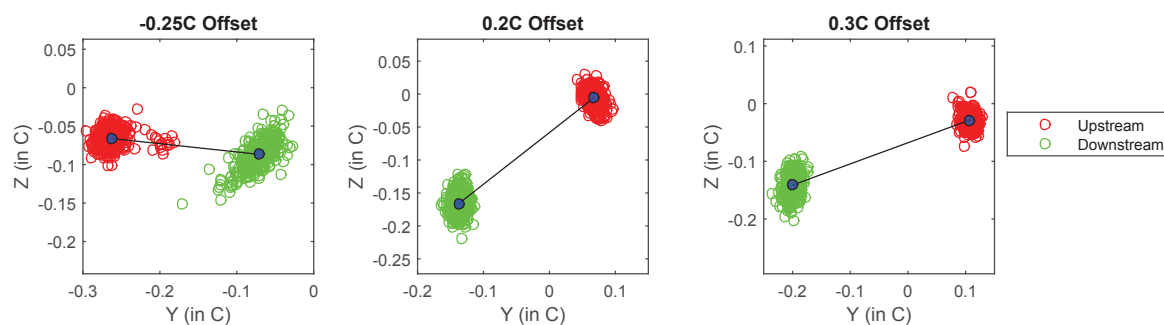 -0.25C Offset
0.05
0
-0.05
-0.1
-0.15
-0.2
Z (in C)
-0.3
-0.2
-0.1
0
Y (in C)
0.2C Offset
0.05
0
-0.05
-0.1
-0.15
-0.2
-0.25
Z (in C)
-0.2
-0.1
0
0.1
Y (in C)
0.3C Offset
0.1
0
-0.1
-0.2
Z (in C)
-0.2
-0.1
0
0.1
Y (in C)
Upstream
Downstream